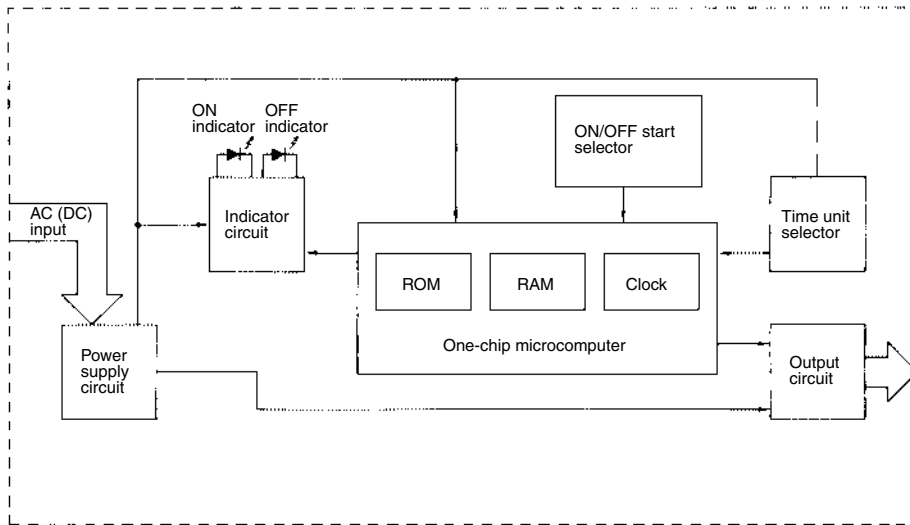 ON
indicator
OFF
indicator
ON/OFF start
selector
AC (DC)
input
Indicator
circuit
Time unit
selector
ROM
RAM
Clock
One-chip microcomputer
Power
supply
circuit
Output
circuit